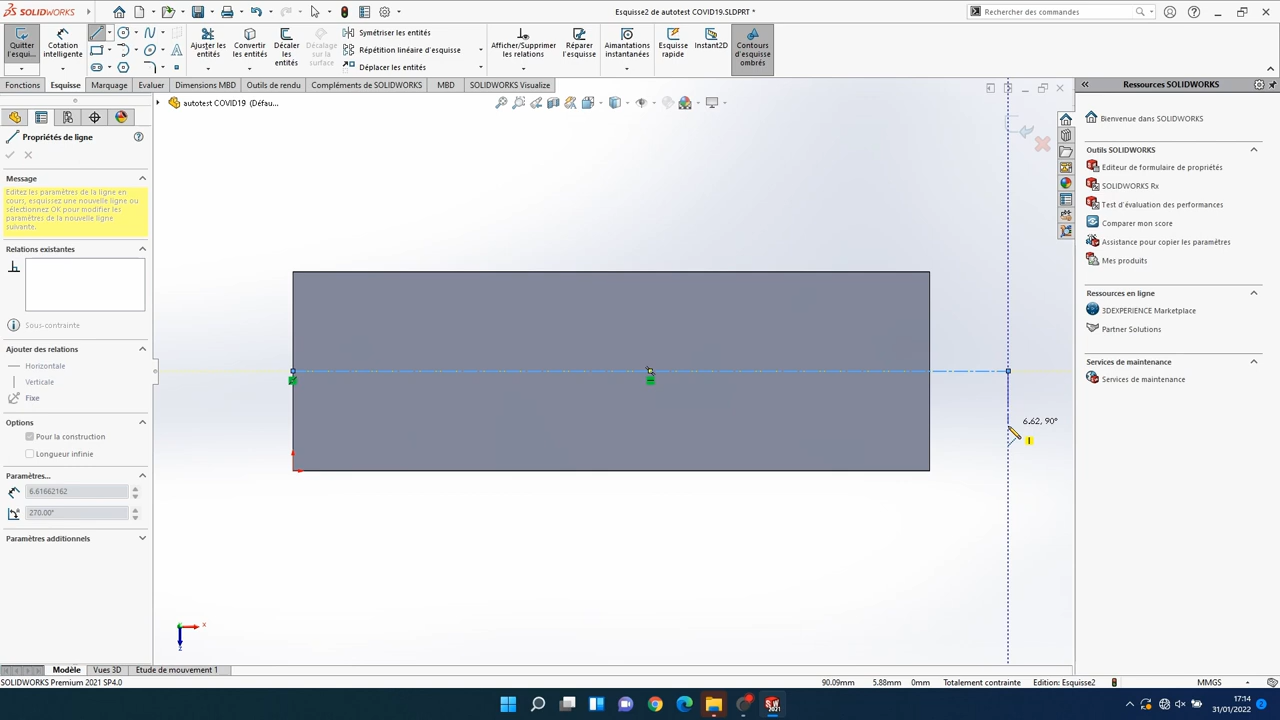 SOLIDWORKS
Esquisse2 de autotest COVID19.SLDPRT *
Rechercher des commandes
Quitter l'esqui...
Cotation intelligente
Ajuster les entités
Convertir les entités
Décaler les entités
Décalage sur la surface
Symétriser les entités
Répétition linéaire d'esquisse
Déplacer les entités
Afficher/Supprimer les relations
Réparer l'esquisse
Aimantations instantanées
Esquisse rapide
Instant2D
Contours d'esquisse ombrés
Fonctions
Esquisse
Marquage
Evaluer
Dimensions MBD
Outils de rendu
Compléments de SOLIDWORKS
MBD
SOLIDWORKS Visualize
autotest COVID19 (Défau...
Propriétés de ligne
Message
Editez les paramètres de la ligne en
cours, esquissez une nouvelle ligne ou
sélectionnez OK pour modifier les
paramètres de la nouvelle ligne
suivante.
Relations existantes
Sous-contrainte
Ajouter des relations
Horizontale
Verticale
Fixe
Options
Pour la construction
Longueur infinie
Paramètres...
6.61662162
270.00°
Paramètres additionnels
6.62, 90°
x
z
Ressources SOLIDWORKS
Bienvenue dans SOLIDWORKS
Outils SOLIDWORKS
Editeur de formulaire de propriétés
SOLIDWORKS Rx
Test d'évaluation des performances
Comparer mon score
Assistance pour copier les paramètres
Mes produits
Ressources en ligne
3DEXPERIENCE Marketplace
Partner Solutions
Services de maintenance
Services de maintenance
Modèle
Vues 3D
Etude de mouvement 1
SOLIDWORKS Premium 2021 SP4.0
90.09mm
5.88mm
0mm
Totalement contrainte
Edition: Esquisse2
MMGS
17:14
31/01/2022